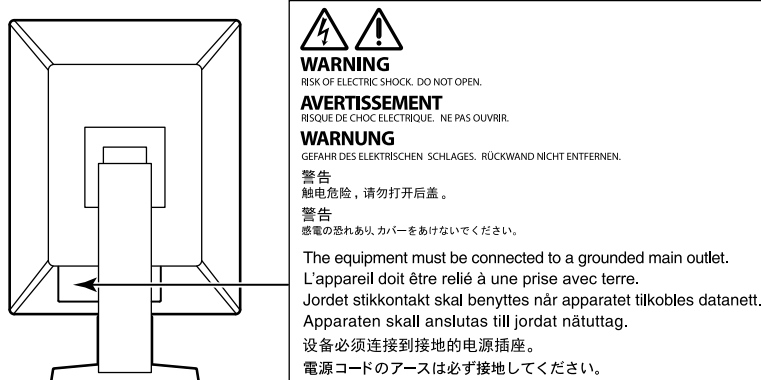 WARNING
RISK OF ELECTRIC SHOCK. DO NOT OPEN.
AVERTISSEMENT
RISQUE DE CHOC ELECTRIQUE. NE PAS OUVRIR.
WARNUNG
GEFAHR DES ELEKTRISCHEN SCHLAGES. RÜCKWAND NICHT ENTFERNEN.
警告
触电危险，请勿打开后盖。
警告
感電の恐れあり、カバーをあけないでください。
The equipment must be connected to a grounded main outlet.
L'appareil doit être relié à une prise avec terre.
Jordet stikkontakt skal benyttes når apparatet tilkobles datanett.
Apparaten skall anslutas till jordat nätuttag.
设备必须连接到接地的电源插座。
電源コードのアースは必ず接地してください。